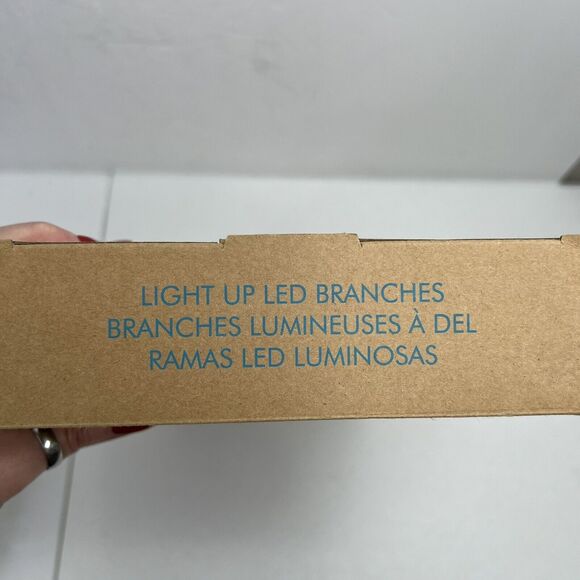 LIGHT UP LED BRANCHES
BRANCHES LUMINEUSES À DEL
RAMAS LED LUMINOSAS